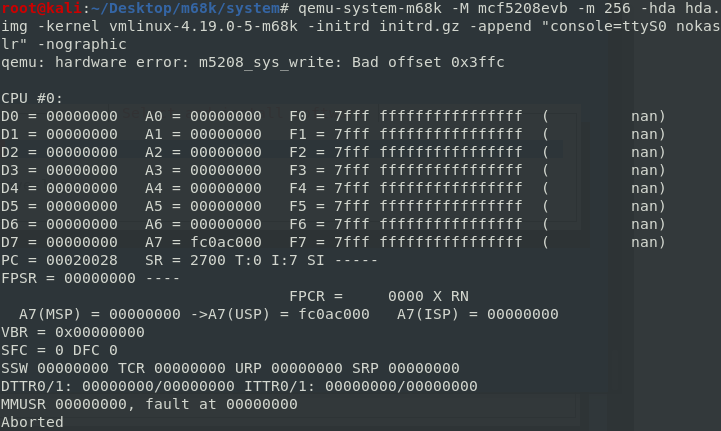 root@kali:~/Desktop/m68k/system# qemu-system-m68k -M mcf5208evb -m 256 -hda hda.
img -kernel vmlinux-4.19.0-5-m68k -initrd initrd.gz -append "console=ttyS0 nokas
lr" -nographic
qemu: hardware error: m5208_sys_write: Bad offset 0x3ffc

CPU #0:
D0 = 00000000   A0 = 00000000   F0 = 7fff ffffffffffffffff  (         nan)
D1 = 00000000   A1 = 00000000   F1 = 7fff ffffffffffffffff  (         nan)
D2 = 00000000   A2 = 00000000   F2 = 7fff ffffffffffffffff  (         nan)
D3 = 00000000   A3 = 00000000   F3 = 7fff ffffffffffffffff  (         nan)
D4 = 00000000   A4 = 00000000   F4 = 7fff ffffffffffffffff  (         nan)
D5 = 00000000   A5 = 00000000   F5 = 7fff ffffffffffffffff  (         nan)
D6 = 00000000   A6 = 00000000   F6 = 7fff ffffffffffffffff  (         nan)
D7 = 00000000   A7 = fc0ac000   F7 = 7fff ffffffffffffffff  (         nan)
PC = 00020028   SR = 2700 T:0 I:7 SI -----
FPSR = 00000000 ----
                                FPCR =     0000 X RN
  A7(MSP) = 00000000 ->A7(USP) = fc0ac000   A7(ISP) = 00000000
VBR = 0x00000000
SFC = 0 DFC 0
SSW 00000000 TCR 00000000 URP 00000000 SRP 00000000
DTTR0/1: 00000000/00000000 ITTR0/1: 00000000/00000000
MMUSR 00000000, fault at 00000000
Aborted